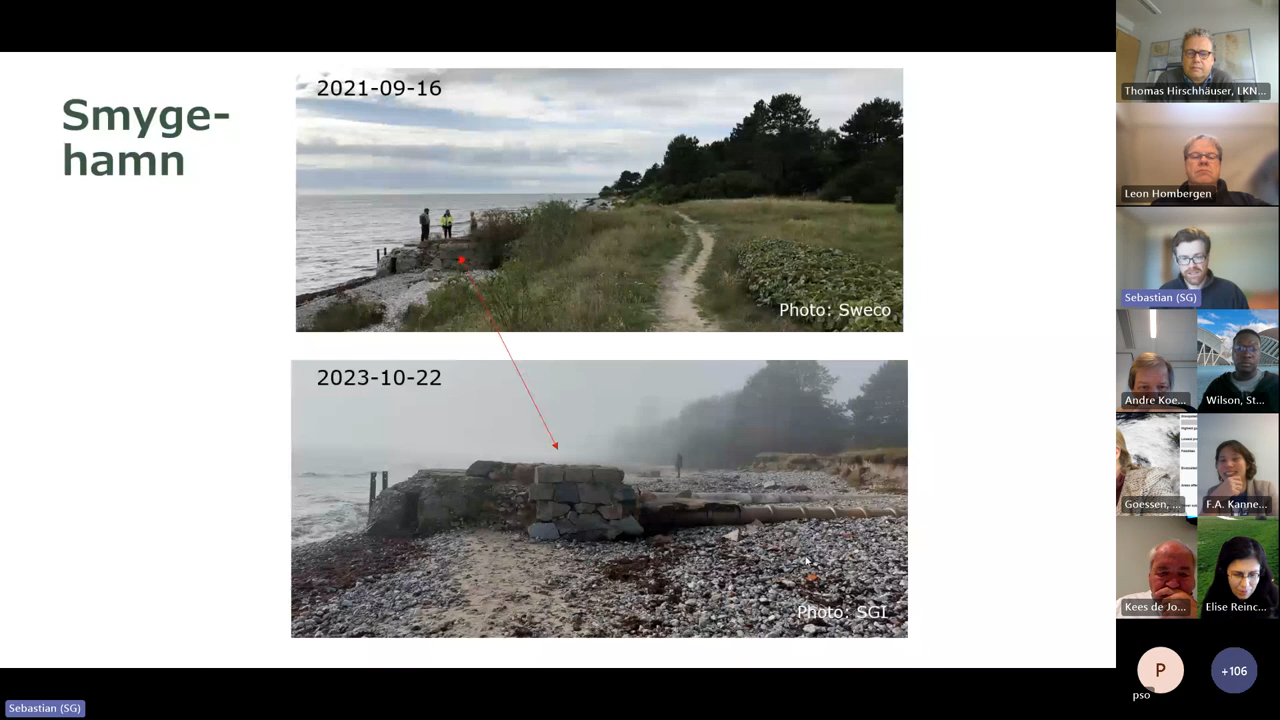 Smyge-
hamn
2021-09-16
Photo: Sweco
2023-10-22
Photo: SGI
Thomas Hirschhäuser, LKN...
Leon Hombergen
Sebastian (SG)
Andre Koe...
Wilson, St...
Goessen, ...
F.A. Kanne...
Kees de Jo...
Elise Reinc...
P
pso
+106
Sebastian (SG)